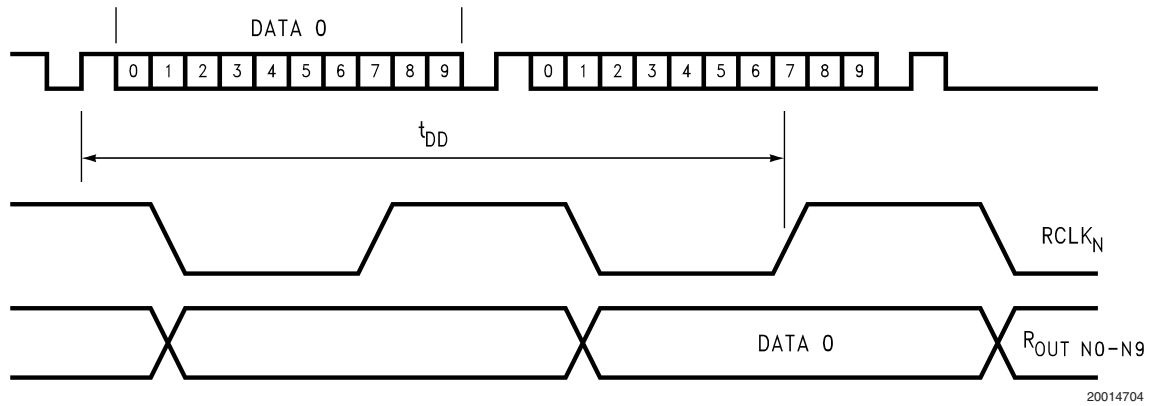 DATA 0
0 1 2 3 4 5 6 7 8 9 0 1 2 3 4 5 6 7 8 9
tDD
RCLKN
DATA 0
ROUT N0-N9
20014704